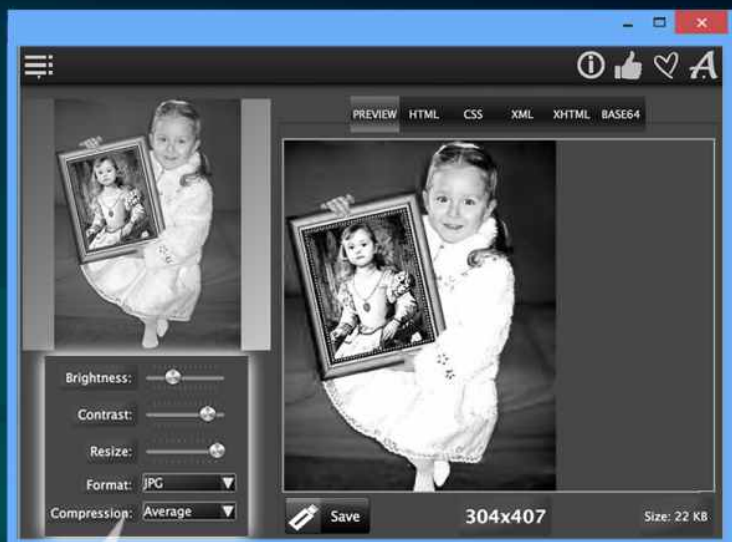 PREVIEW HTML CSS XML XHTML BASE64
Brightness:
Contrast:
Resize:
Format: JPG
Compression: Average
Save 304x407 Size: 22 KB